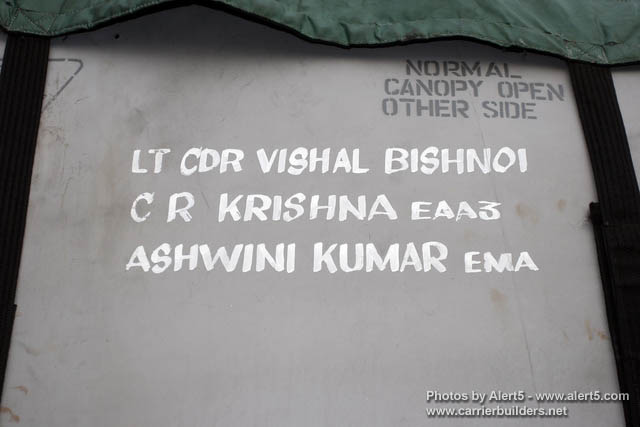 NORMAL
CANOPY OPEN
OTHER SIDE
LT CDR VISHAL BISHNOI
C R KRISHNA EAA3
ASHWINI KUMAR EMA
Photos by Alert5 - www.alert5.com
www.carrierbuilders.net